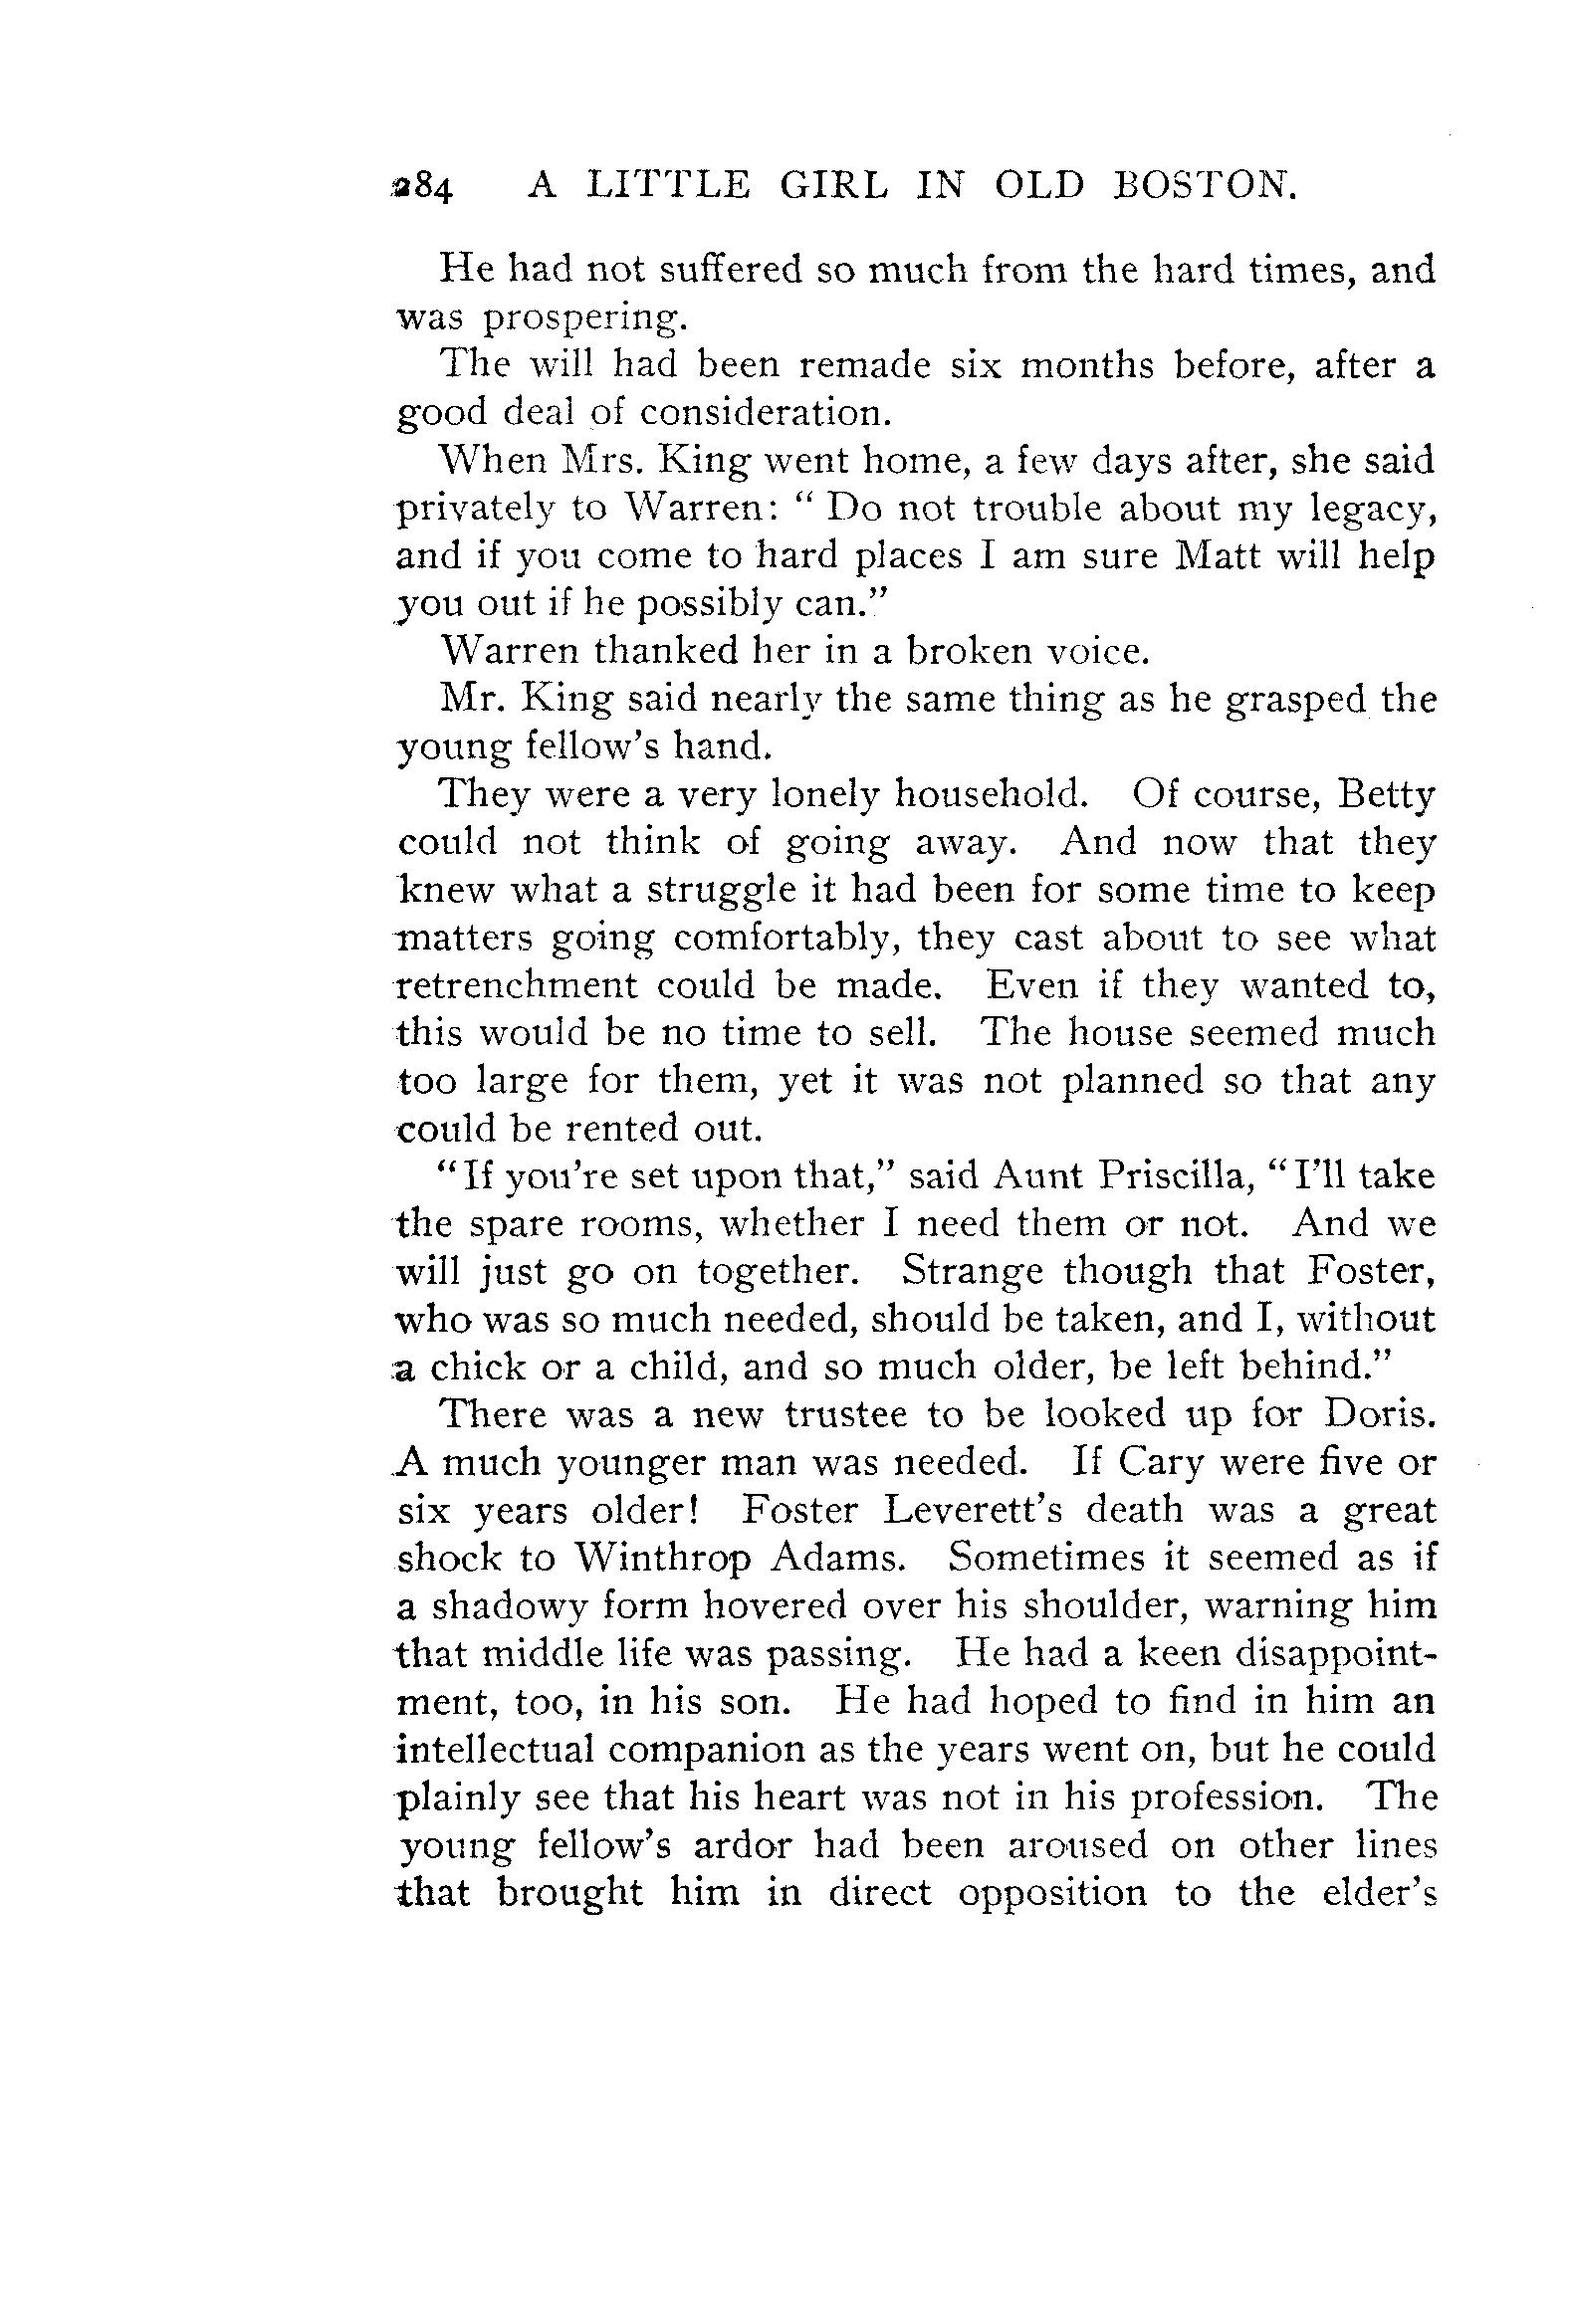 284 A LITTLE GIRL IN OLD BOSTON.
He had not suffered so much from the hard times, and
was prospering.
The will had been remade six months before, after a
good deal of consideration.
When Mrs. King went home, a few days after, she said
privately to Warren: “ Do not trouble about my legacy,
and if you come to hard places I am sure Matt will help
you out if he possibly can.”
Warren thanked her in a broken voice.
Mr. King said nearly the same thing as he grasped the
young fellow’s hand.
They were a very lonely household. Of course, Betty
could not think of going away. And now that they
knew what a struggle it had been for some time to keep
matters going comfortably, they cast about to see what
retrenchment could be made. Even if they wanted to,
this would be no time to sell. The house seemed much
too large for them, yet it was not planned so that any
could be rented out.
“If you’re set upon that,” said Aunt Priscilla, “I’ll take
the spare rooms, whether I need them or not. And we
will just go on together. Strange though that Foster,
who was so much needed, should be taken, and I, without
a chick or a child, and so much older, be left behind.”
There was a new trustee to be looked up for Doris.
A much younger man was needed. If Cary were five or
six years older! Foster Leverett’s death was a great
shock to Winthrop Adams. Sometimes it seemed as if
a shadowy form hovered over his shoulder, warning him
that middle life was passing. He had a keen disappoint-
ment, too, in his son. He had hoped to find in him an
intellectual companion as the years went on, but he could
plainly see that his heart was not in his profession. The
young fellow’s ardor had been aroused on other lines
that brought him in direct opposition to the elder’s